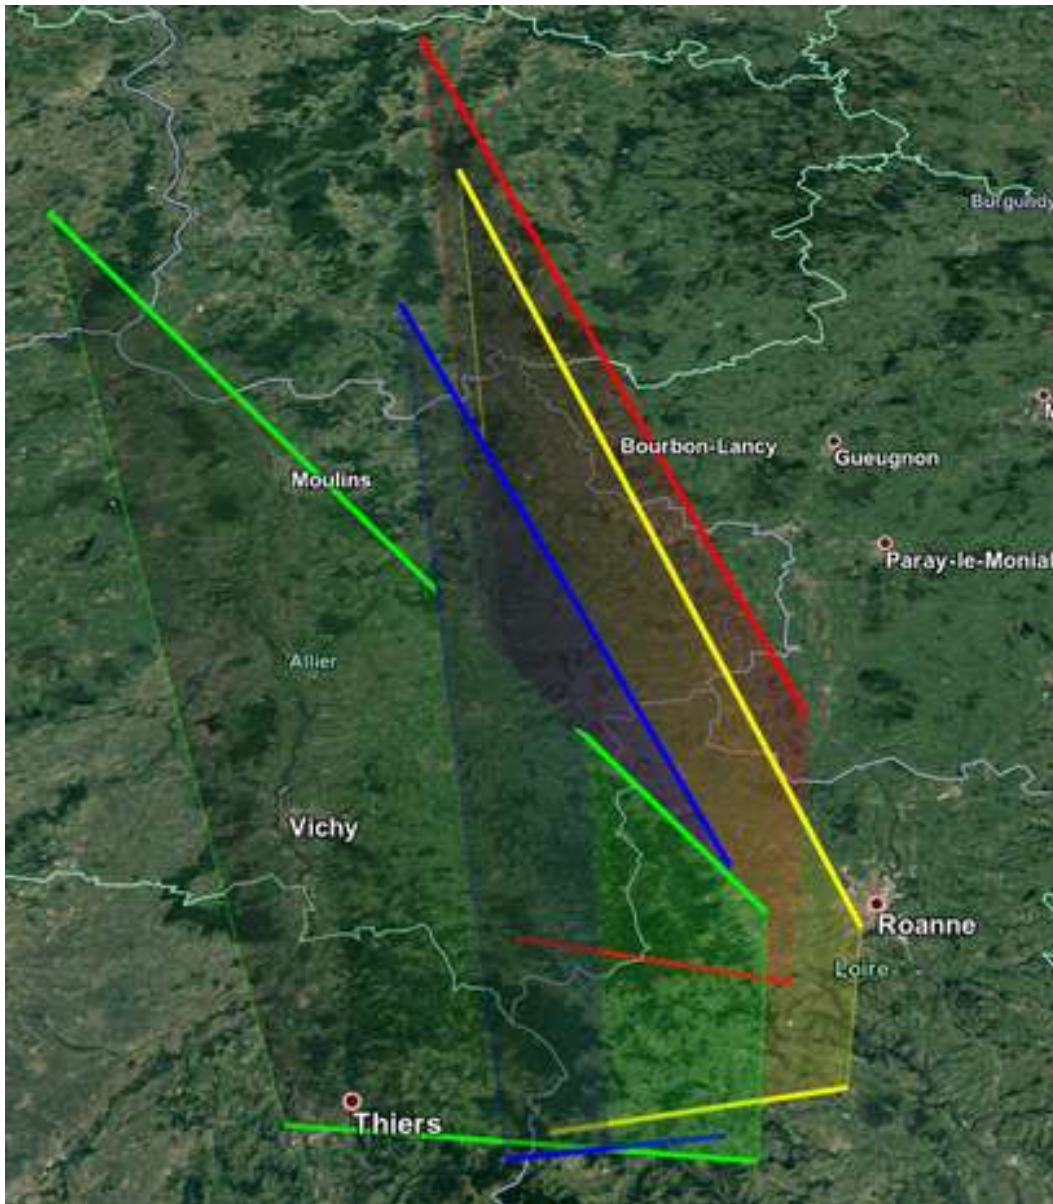 Burgundy
Bourbon-Lancy
Gueugnon
Moulins
Paray-le-Monial
Allier
Vichy
Roanne
Loire
Thiers